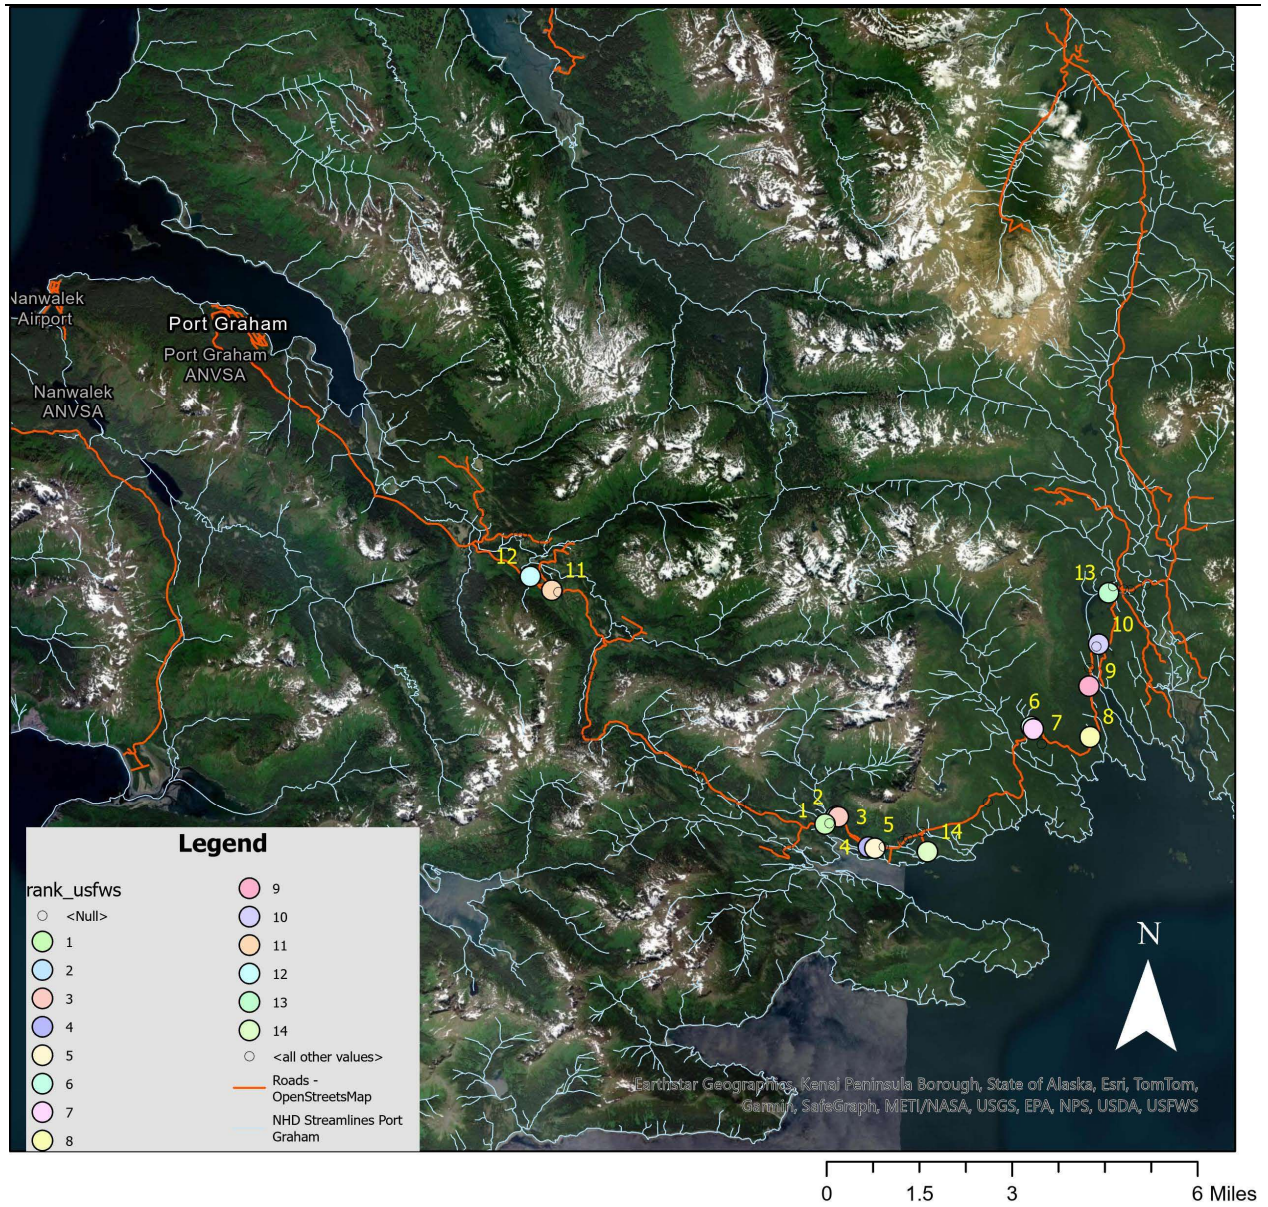 Nanwalek
Airport
Port Graham
Port Graham
ANVSA
Nanwalek
ANVSA
12
11
13
10
9
8
6
7
2
1
3
5
4
14
Legend
rank_usfws
<Null>
1
2
3
4
5
6
7
8
9
10
11
12
13
14
<all other values>
Roads -
OpenStreetsMap
NHD Streamlines Port
Graham
N
Earthstar Geographics, Kenai Peninsula Borough, State of Alaska, Esri, TomTom,
Garmin, SafeGraph, METI/NASA, USGS, EPA, NPS, USDA, USFWS
0 1.5 3 6 Miles